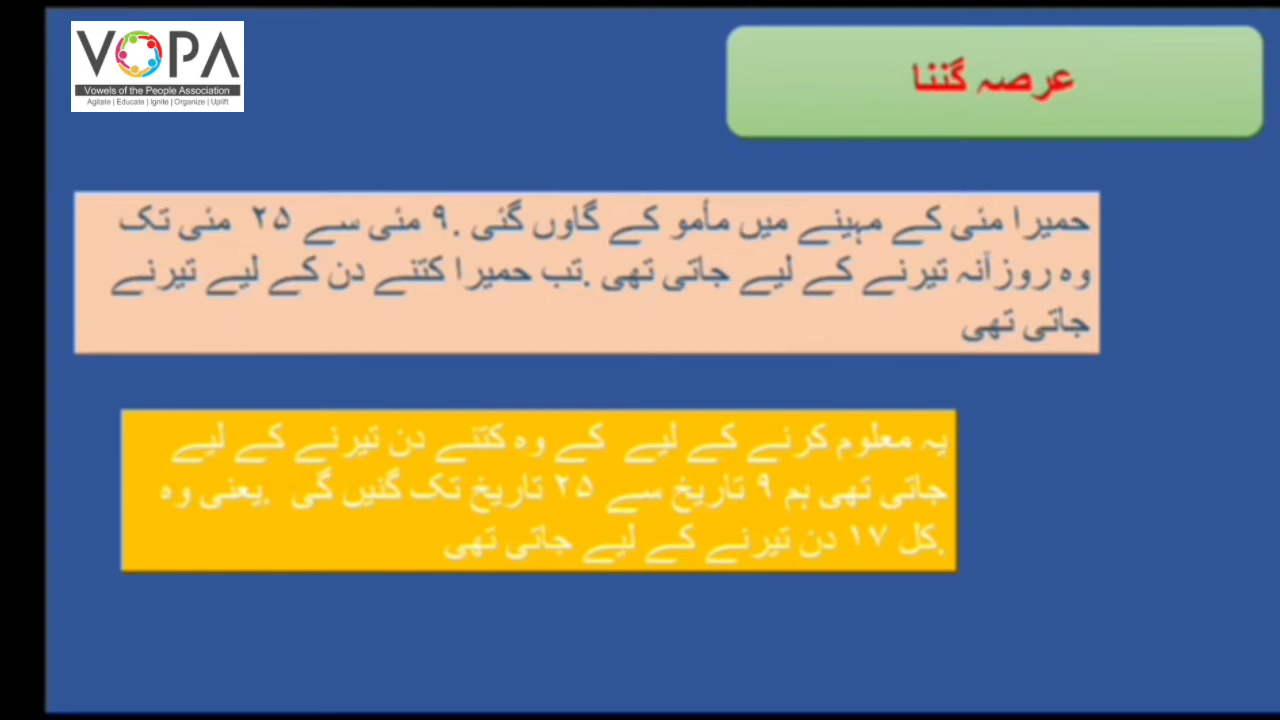 VOPA
Vowels of the People Association
Agitate | Educate | Ignite | Organize | Uplift
عرصہ گننا
حمیرا مئی کے مہینے میں مأمو کے گاوں گئی .۹ مئی سے ۲۵ مئی تک
وہ روزآنہ تیرنے کے لیے جاتی تھی .تب حمیرا کتنے دن کے لیے تیرنے
جاتی تھی
یہ معلوم کرنے کے لیے کے وہ کتنے دن تیرنے کے لیے
جاتی تھی ہم ۹ تاریخ سے ۲۵ تاریخ تک گنیں گی .یعنی وہ
.کل ۱۷ دن تیرنے کے لیے جاتی تھی